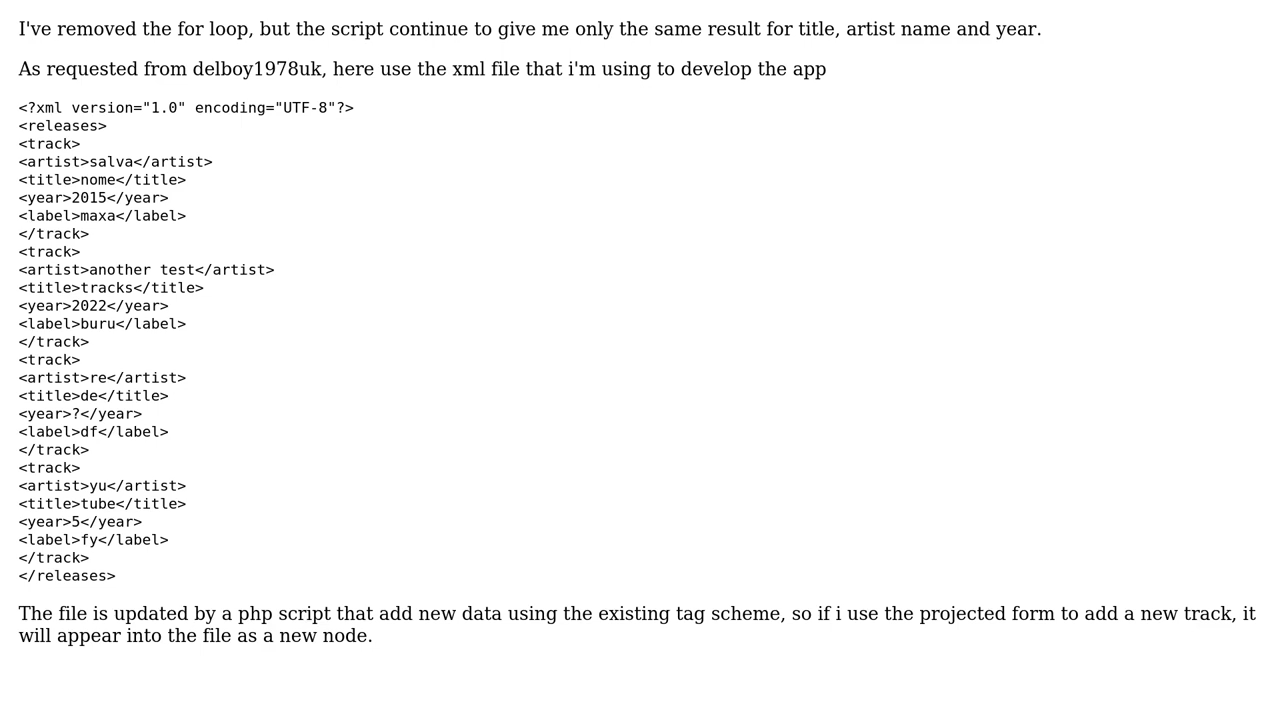 I've removed the for loop, but the script continue to give me only the same result for title, artist name and year.
As requested from delboy1978uk, here use the xml file that i'm using to develop the app
<?xml version="1.0" encoding="UTF-8"?>
<releases>
<track>
<artist>salva</artist>
<title>nome</title>
<year>2015</year>
<label>maxa</label>
</track>
<track>
<artist>another test</artist>
<title>tracks</title>
<year>2022</year>
<label>buru</label>
</track>
<track>
<artist>re</artist>
<title>de</title>
<year>?</year>
<label>df</label>
</track>
<track>
<artist>yu</artist>
<title>tube</title>
<year>5</year>
<label>fy</label>
</track>
</releases>
The file is updated by a php script that add new data using the existing tag scheme, so if i use the projected form to add a new track, it
will appear into the file as a new node.